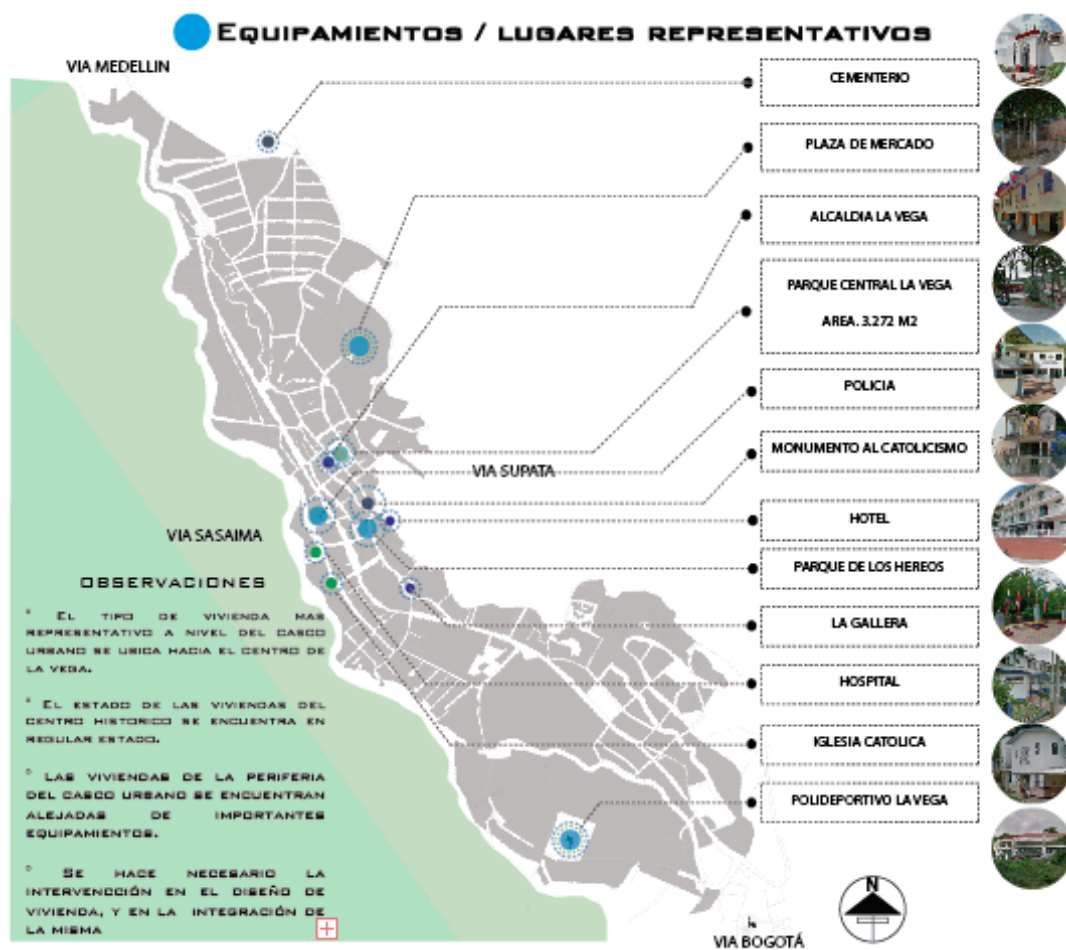 EQUIPAMIENTOS / LUGARES REPRESENTATIVOS
VIA MEDELLIN
CEMENTERIO
PLAZA DE MERCADO
ALCALDIA LA VEGA
PARQUE CENTRAL LA VEGA
AREA. 3.272 M2
POLICIA
MONUMENTO AL CATOLICISMO
VIA SUPATA
HOTEL
VIA SASAIMA
PARQUE DE LOS HEREOS
LA GALLERA
HOSPITAL
IGLESIA CATOLICA
POLIDEPORTIVO LA VEGA
OBSERVACIONES
° EL TIPO DE VIVIENDA MAS
REPRESENTATIVO A NIVEL DEL CASCO
URBANO SE UBICA HACIA EL CENTRO DE
LA VEGA.
° EL ESTADO DE LAS VIVIENDAS DEL
CENTRO HISTORICO SE ENCUENTRA EN
REGULAR ESTADO.
° LAS VIVIENDAS DE LA PERIFERIA
DEL CASCO URBANO SE ENCUENTRAN
ALEJADAS DE IMPORTANTES
EQUIPAMIENTOS.
° SE HACE NECESARIO LA
INTERVENCCIÓN EN EL DISEÑO DE
VIVIENDA, Y EN LA INTEGRACIÓN DE
LA MISMA
N
VIA BOGOTÁ